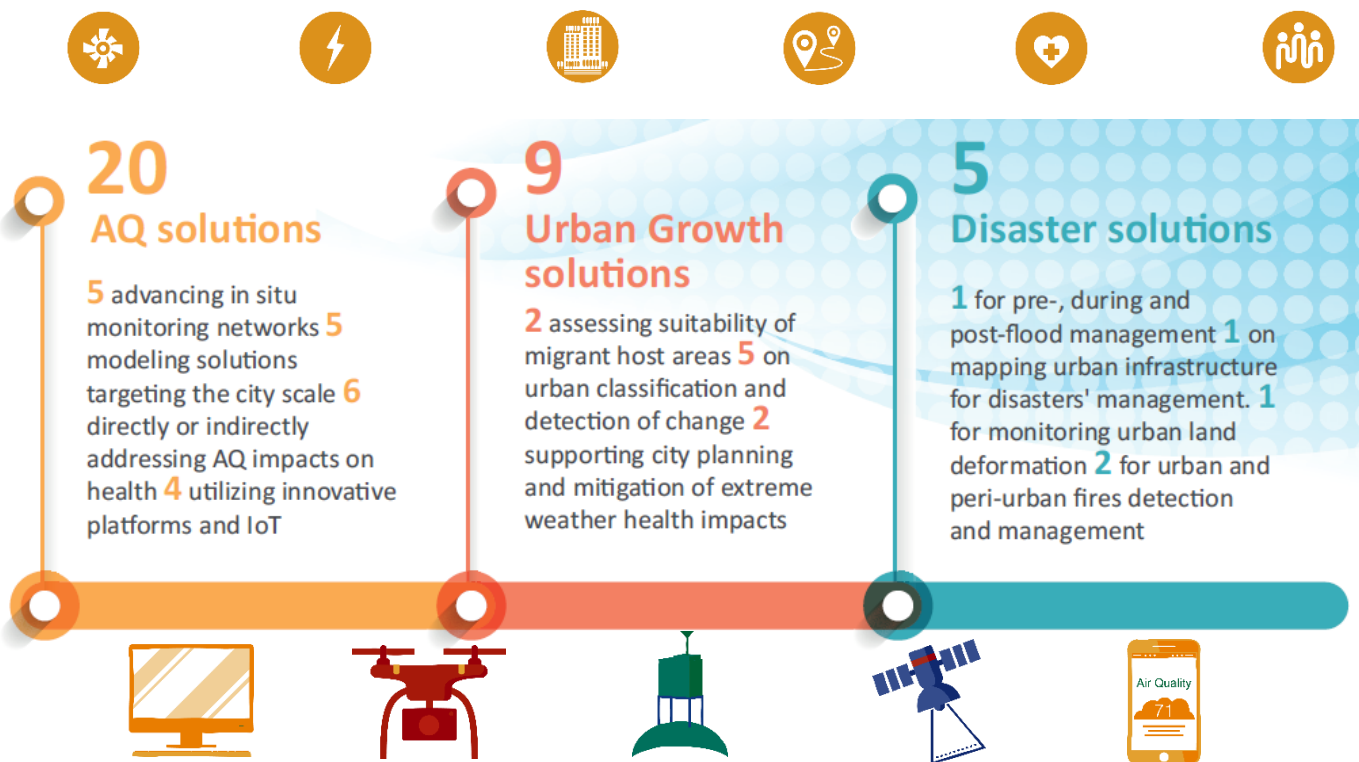 20
AQ solutions
5 advancing in situ
monitoring networks 5
modeling solutions
targeting the city scale 6
directly or indirectly
addressing AQ impacts on
health 4 utilizing innovative
platforms and IoT
9
Urban Growth
solutions
2 assessing suitability of
migrant host areas 5 on
urban classification and
detection of change 2
supporting city planning
and mitigation of extreme
weather health impacts
5
Disaster solutions
1 for pre-, during and
post-flood management 1 on
mapping urban infrastructure
for disasters' management. 1
for monitoring urban land
deformation 2 for urban and
peri-urban fires detection
and management
Air Quality
71